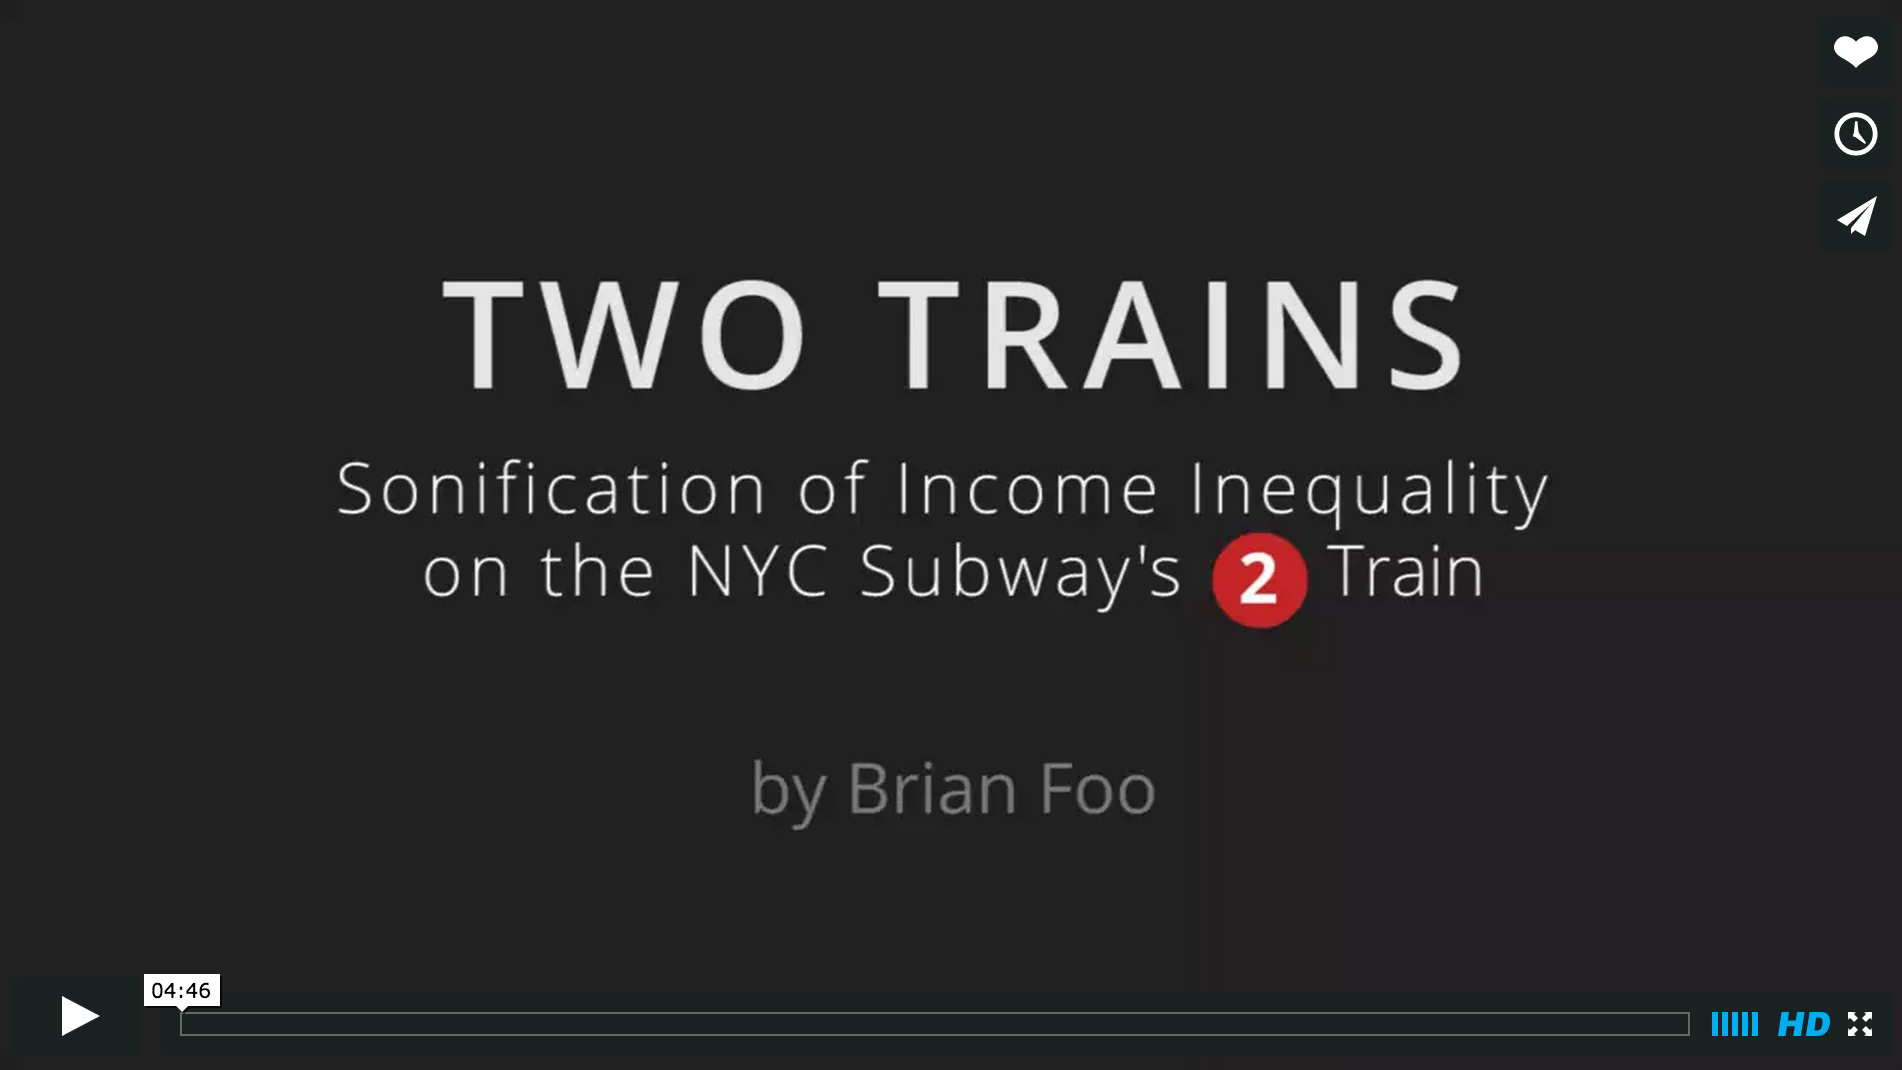 TWO TRAINS
Sonification of Income Inequality
on the NYC Subway's 2 Train
by Brian Foo
04:46
HD